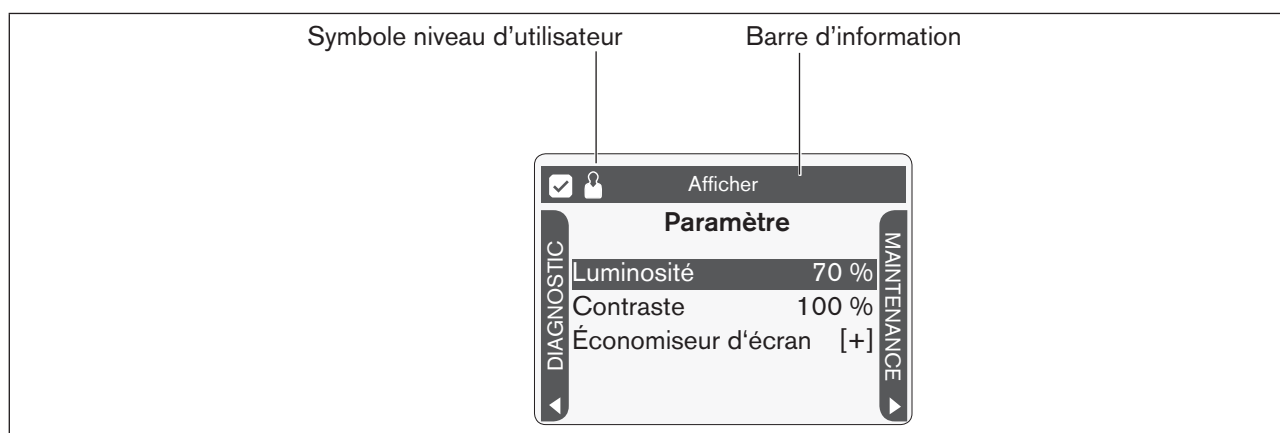 Symbole niveau d’utilisateur
Barre d’information
Afficher
Paramètre
DIAGNOSTIC
Luminosité 70 %
Contraste 100 %
Économiseur d‘écran [+]
MAINTENANCE